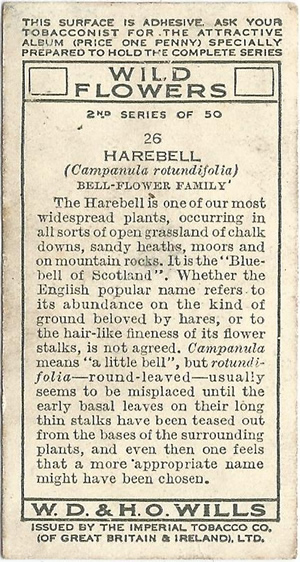 THIS SURFACE IS ADHESIVE. ASK YOUR
TOBACCONIST FOR THE ATTRACTIVE
ALBUM (PRICE ONE PENNY) SPECIALLY
PREPARED TO HOLD THE COMPLETE SERIES
WILD
FLOWERS
2ND SERIES OF 50
26
HAREBELL
(Campanula rotundifolia)
BELL-FLOWER FAMILY
The Harebell is one of our most
widespread plants, occurring in
all sorts of open grassland of chalk
downs, sandy heaths, moors and
on mountain rocks. It is the "Blue-
bell of Scotland". Whether the
English popular name refers to
its abundance on the kind of
ground beloved by hares, or to
the hair-like fineness of its flower
stalks, is not agreed. Campanula
means "a little bell", but rotundi-
folia—round-leaved—usually
seems to be misplaced until the
early basal leaves on their long
thin stalks have been teased out
from the bases of the surrounding
plants, and even then one feels
that a more appropriate name
might have been chosen.
W. D. & H. O. WILLS
ISSUED BY THE IMPERIAL TOBACCO CO.
(OF GREAT BRITAIN & IRELAND), LTD.